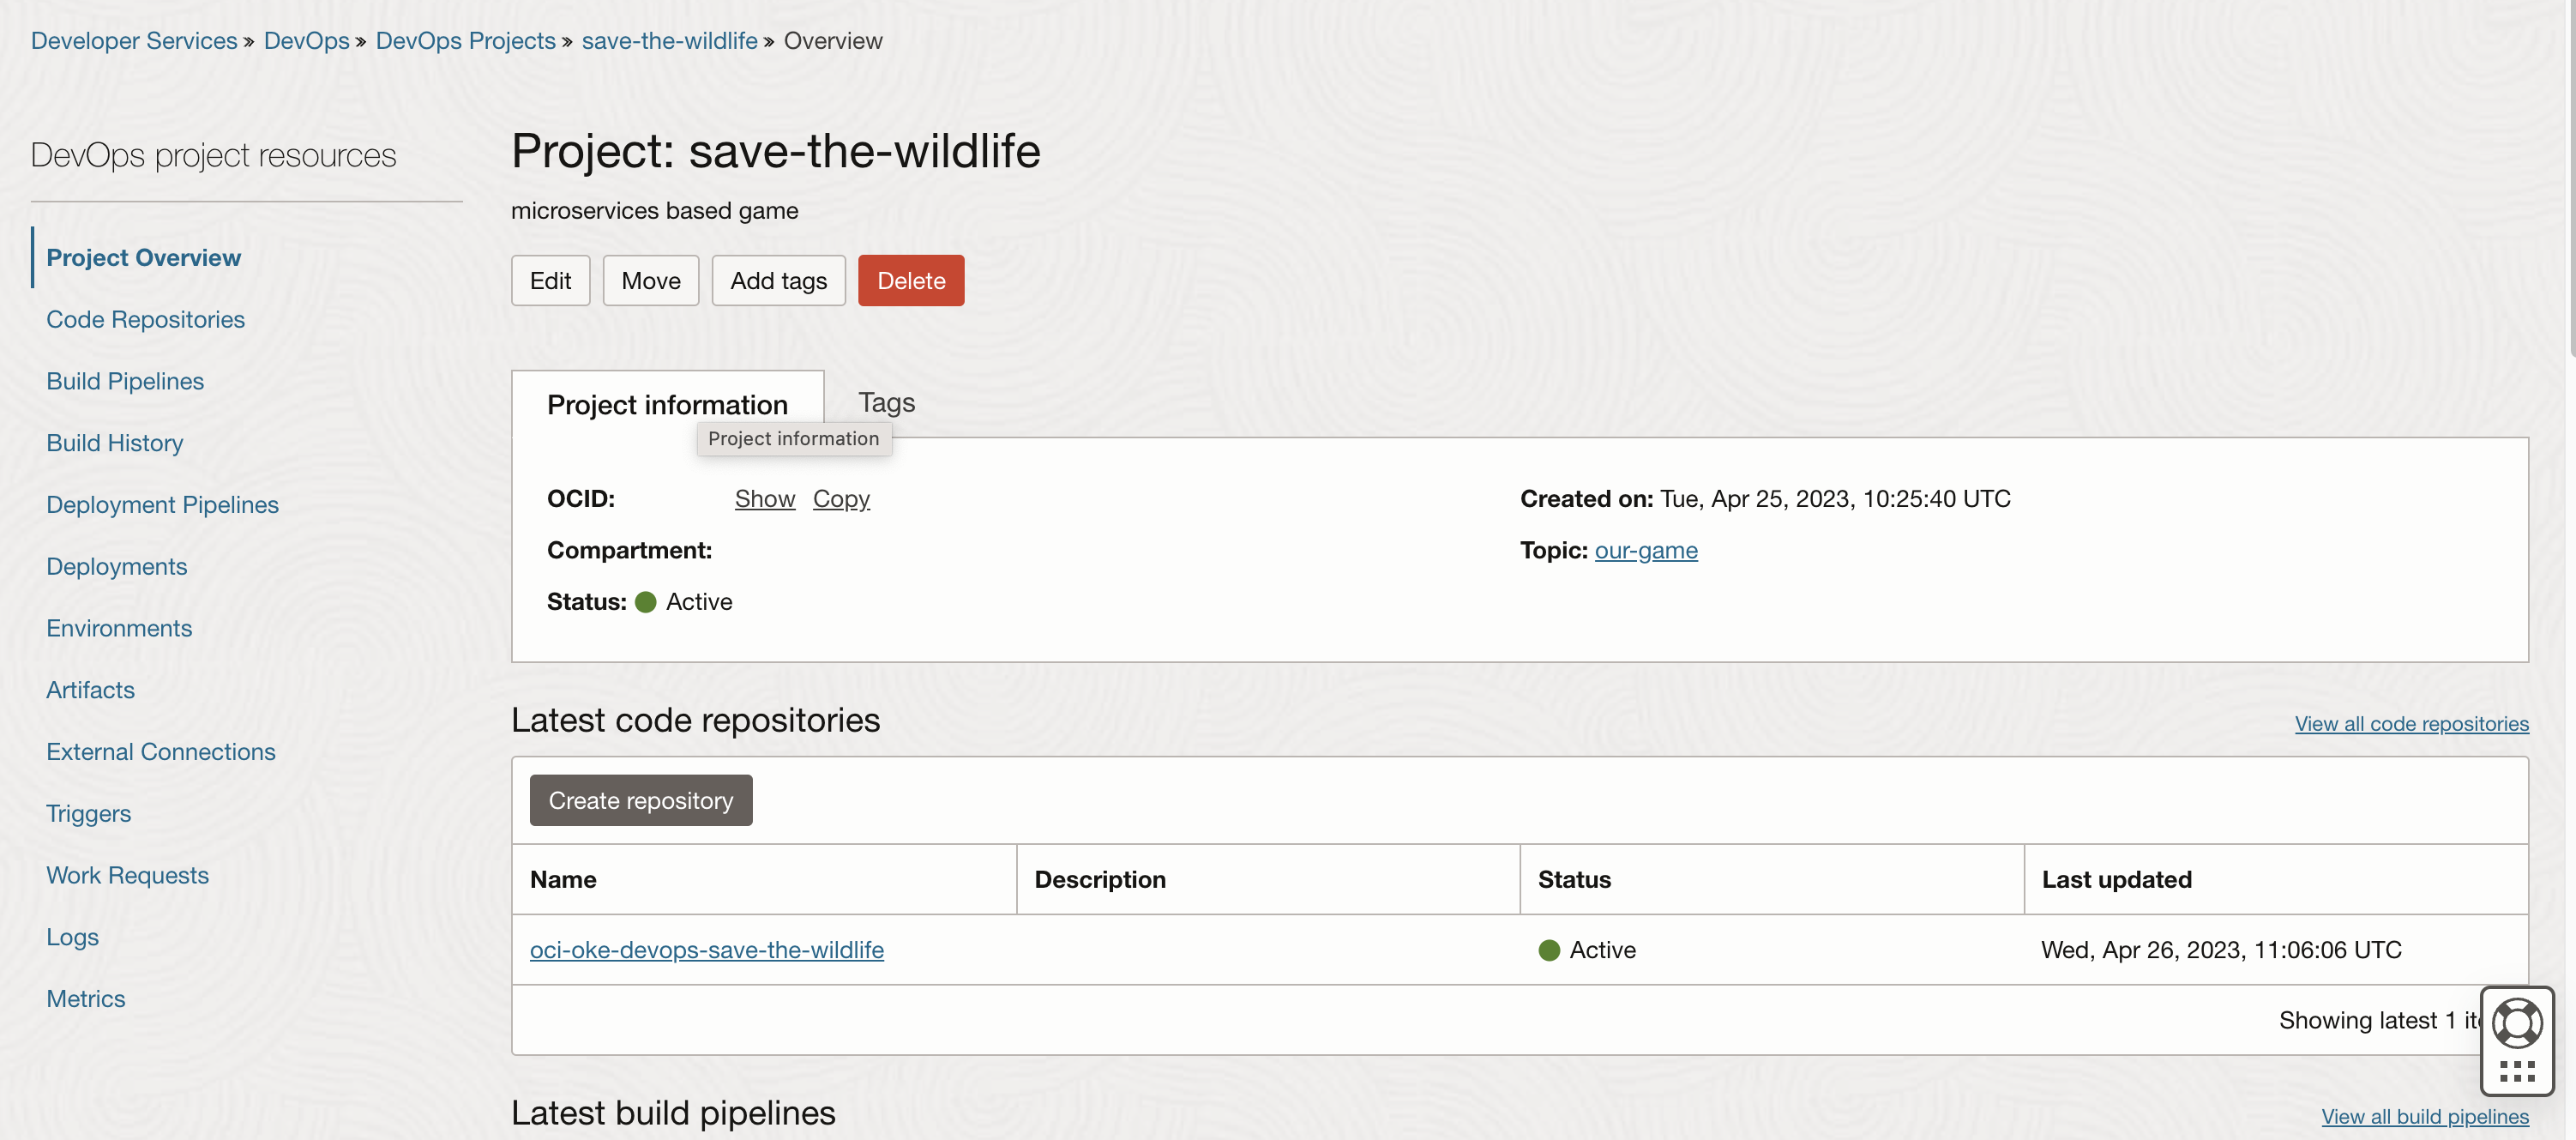 Developer Services » DevOps » DevOps Projects » save-the-wildlife » Overview
DevOps project resources
Project Overview
Code Repositories
Build Pipelines
Build History
Deployment Pipelines
Deployments
Environments
Artifacts
External Connections
Triggers
Work Requests
Logs
Metrics
Project: save-the-wildlife
microservices based game
Edit Move Add tags Delete
Project information Tags
Project information
OCID: Show Copy
Compartment:
Status: Active
Created on: Tue, Apr 25, 2023, 10:25:40 UTC
Topic: our-game
Latest code repositories
View all code repositories
Create repository
Name Description Status Last updated
oci-oke-devops-save-the-wildlife Active Wed, Apr 26, 2023, 11:06:06 UTC
Showing latest 1
Latest build pipelines
View all build pipelines